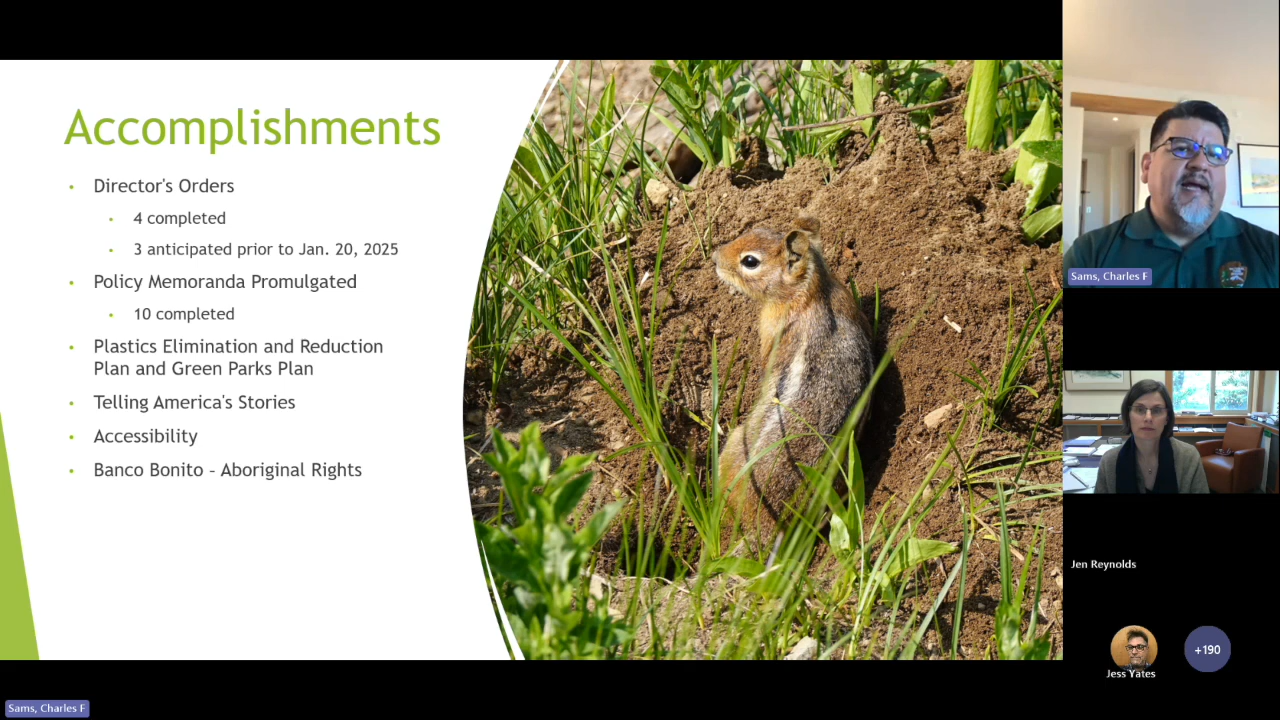 Accomplishments
• Director's Orders
• 4 completed
• 3 anticipated prior to Jan. 20, 2025
• Policy Memoranda Promulgated
• 10 completed
• Plastics Elimination and Reduction
Plan and Green Parks Plan
• Telling America's Stories
• Accessibility
• Banco Bonito - Aboriginal Rights
Sams, Charles F
Jen Reynolds
Jess Yates
+190
Sams, Charles F